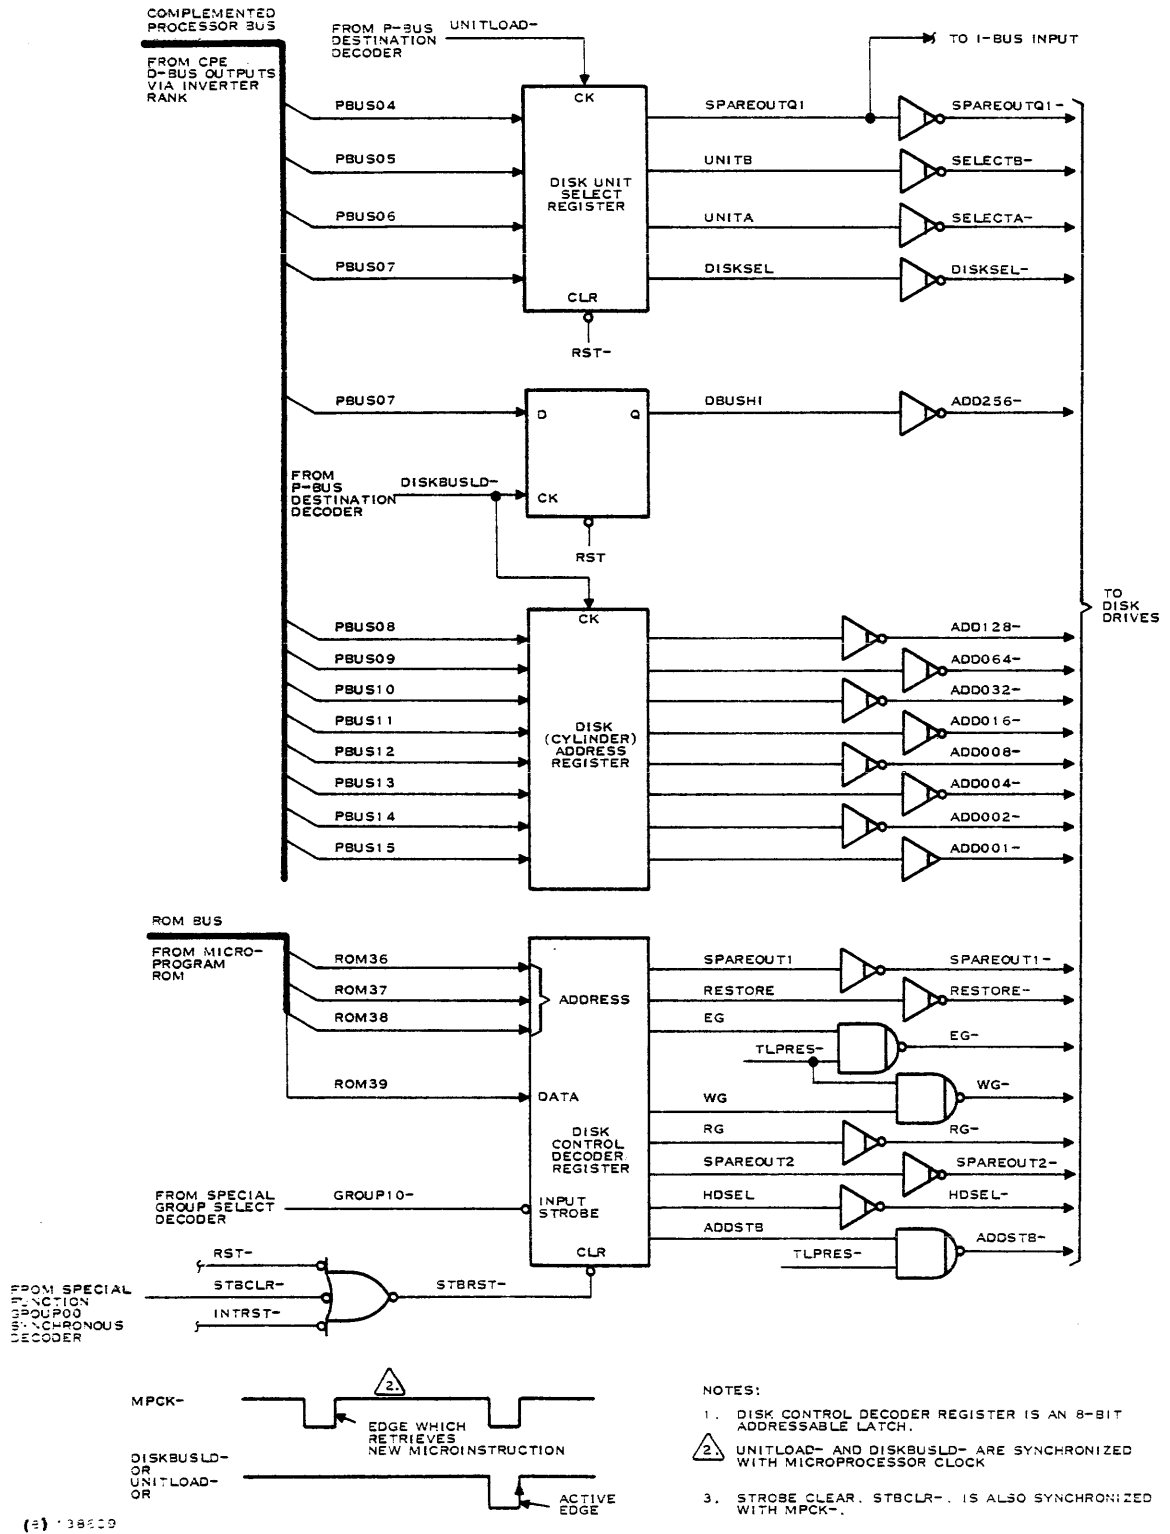 COMPLEMENTED
PROCESSOR BUS
FROM CPE
D-BUS OUTPUTS
VIA INVERTER
RANK
FROM P-BUS
DESTINATION
DECODER
UNITLOAD-
TO I-BUS INPUT
CK
PBUS04
SPAREOUTQ1
SPAREOUTQ1-
PBUS05
UNITB
SELECTB-
DISK UNIT
SELECT
REGISTER
PBUS06
UNITA
SELECTA-
PBUS07
DISKSEL
DISKSEL-
CLR
RST-
PBUS07
D
Q
DBUSHI
ADD256-
FROM
P-BUS
DESTINATION
DECODER
DISKBUSLD-
CK
RST
CK
TO
DISK
DRIVES
PBUS08
ADD128-
PBUS09
ADD064-
PBUS10
ADD032-
PBUS11
ADD016-
DISK
(CYLINDER)
ADDRESS
REGISTER
PBUS12
ADD008-
PBUS13
ADD004-
PBUS14
ADD002-
PBUS15
ADD001-
ROM BUS
FROM MICRO-
PROGRAM
ROM
ROM36
SPAREOUT1
SPAREOUT1-
ROM37
ADDRESS
RESTORE
RESTORE-
ROM38
EG
EG-
TLPRES-
ROM39
DATA
WG
WG-
DISK
CONTROL
DECODER
REGISTER
RG
RG-
SPAREOUT2
SPAREOUT2-
FROM SPECIAL
GROUP SELECT
DECODER
GROUP10-
INPUT
STROBE
HDSEL
HDSEL-
ADDSTB
ADDSTB-
CLR
TLPRES-
RST-
FROM SPECIAL
FUNCTION
GROUP00
SYNCHRONOUS
DECODER
STBCLR-
STBRST-
INTRST-
MPCK-
2.
EDGE WHICH
RETRIEVES
NEW MICROINSTRUCTION
DISKBUSLD-
OR
UNITLOAD-
OR
ACTIVE
EDGE
NOTES:
1. DISK CONTROL DECODER REGISTER IS AN 8-BIT
ADDRESSABLE LATCH.
2. UNITLOAD- AND DISKBUSLD- ARE SYNCHRONIZED
WITH MICROPROCESSOR CLOCK
3. STROBE CLEAR, STBCLR-, IS ALSO SYNCHRONIZED
WITH MPCK-.